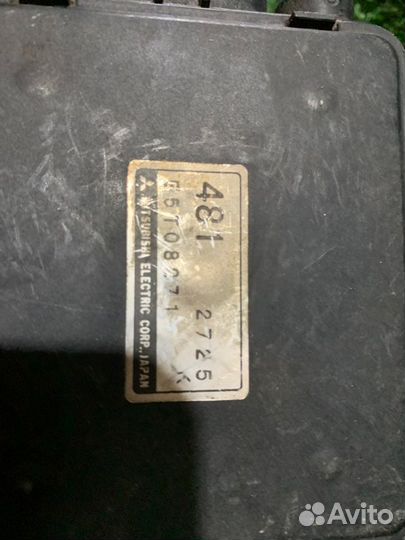 481
E5T08271 2725
K
MITSUBISHI ELECTRIC CORP., JAPAN
Avito